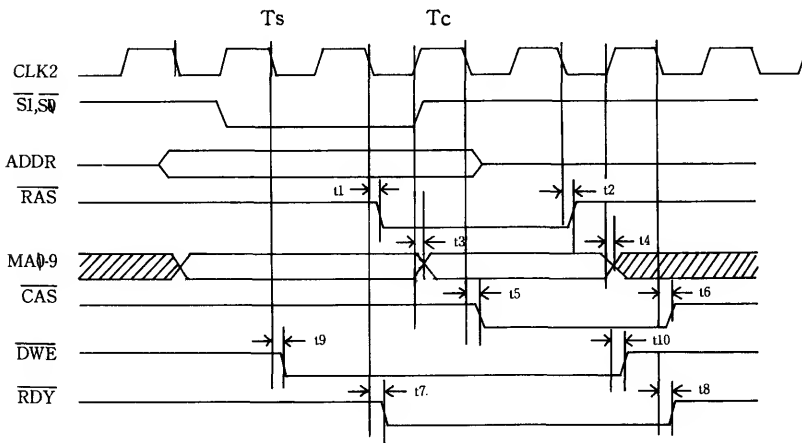 Ts Tc
CLK2
S1,S0
ADDR
t1 t2
RAS
t3 t4
MA0-9
CAS
t5 t6
t9 t10
DWE
t7. t8
RDY